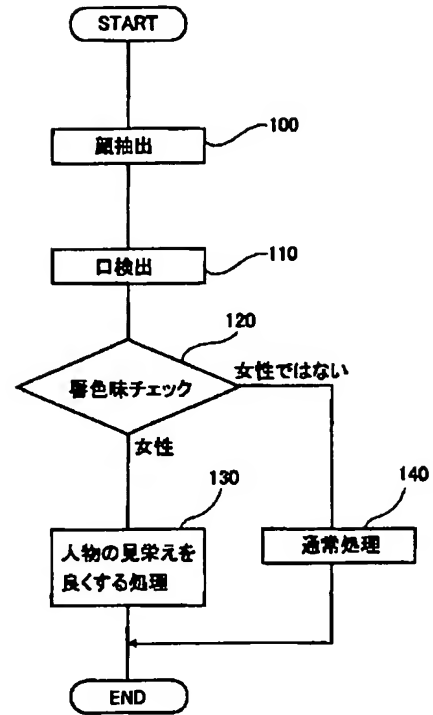 START
顔抽出
100
口検出
110
120
唇色味チェック
女性ではない
女性
130
140
人物の見栄えを
良くする処理
通常処理
END